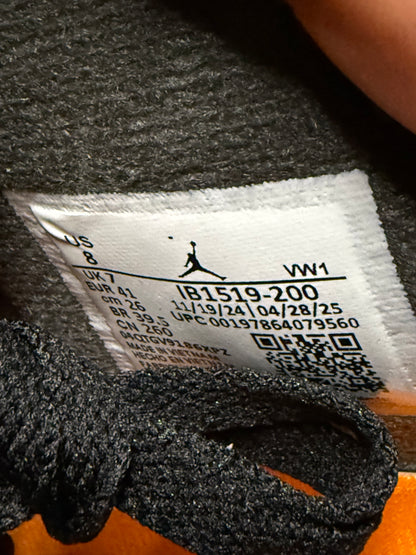 US
8
VW1
UK 7
EUR 41
cm 26
BR 39.5
CN 260
IB1519-200
11/19/24 | 04/28/25
UPC 00197864079560